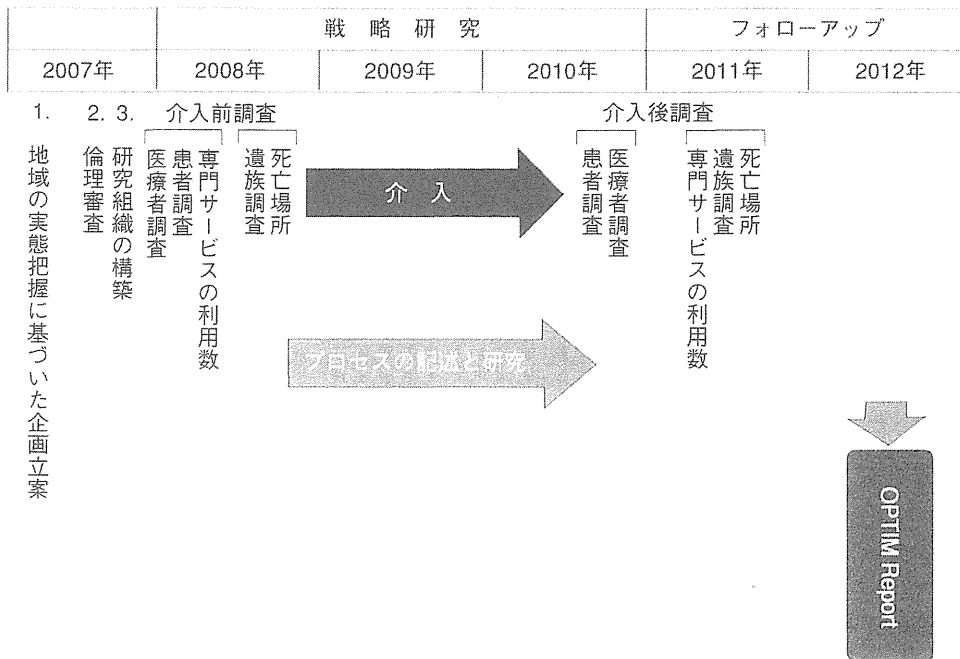 戦略研究
フォローアップ
2007年
2008年
2009年
2010年
2011年
2012年
1.
地域の実態把握に基づいた企画立案
2.
倫理審査
3.
研究組織の構築
介入前調査
医療者調査
患者調査
専門サービスの利用数
遺族調査
死亡場所
介入
プロセスの記述と研究
介入後調査
患者調査
医療者調査
専門サービスの利用数
遺族調査
死亡場所
OPTIM Report